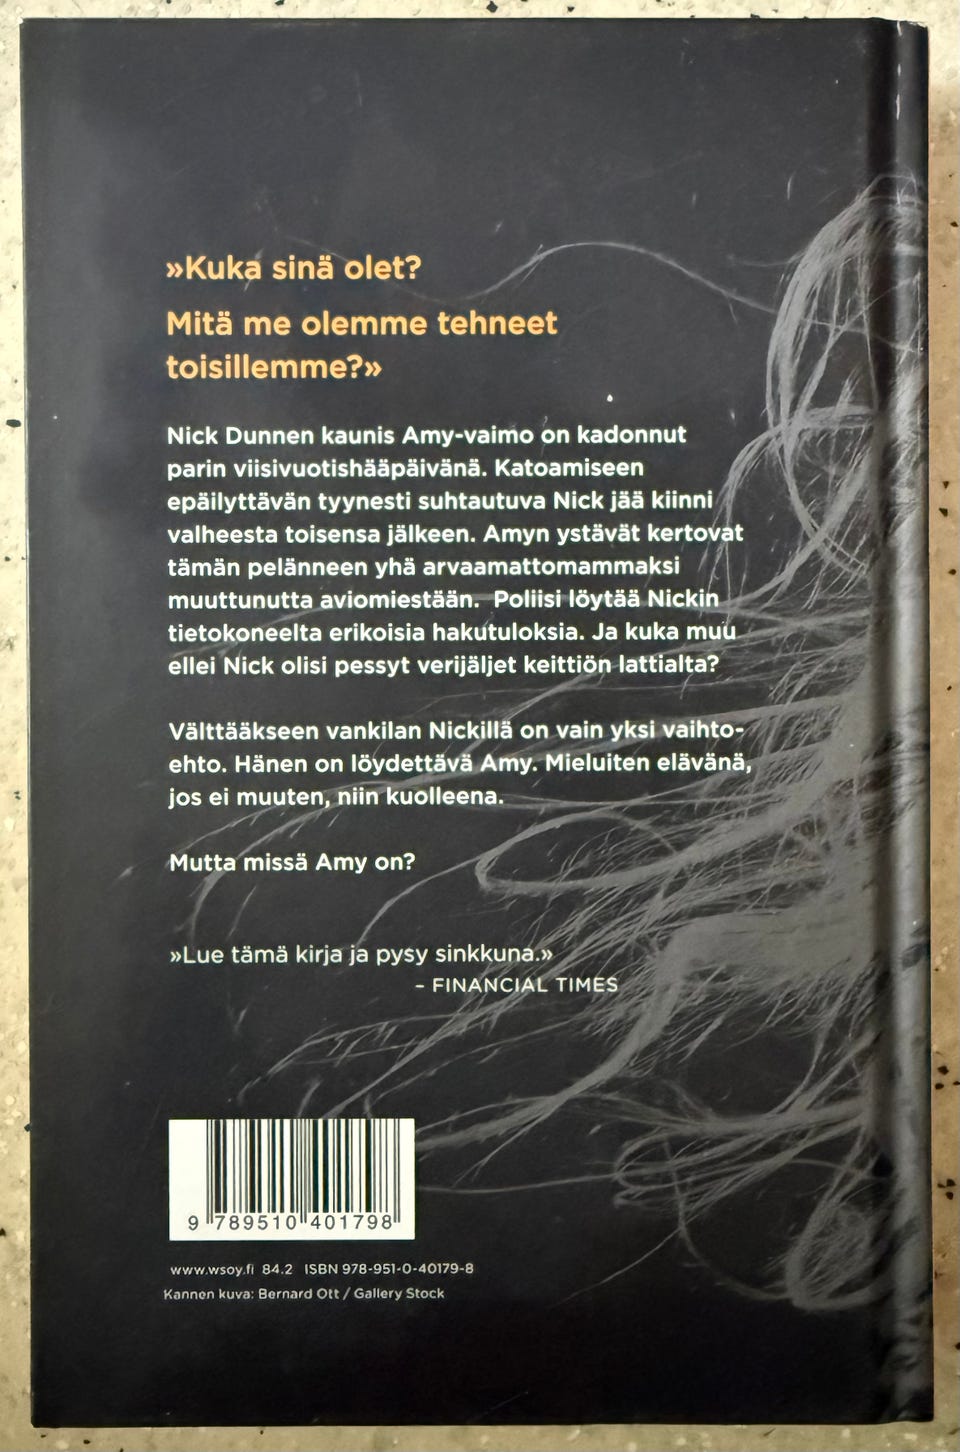 »Kuka sinä olet?
Mitä me olemme tehneet
toisillemme?»
Nick Dunnen kaunis Amy-vaimo on kadonnut
parin viisivuotishääpäivänä. Katoamiseen
epäilyttävän tyynesti suhtautuva Nick jää kiinni
valheesta toisensa jälkeen. Amyn ystävät kertovat
tämän pelänneen yhä arvaamattomammaksi
muuttunutta aviomiestään. Poliisi löytää Nickin
tietokoneelta erikoisia hakutuloksia. Ja kuka muu
ellei Nick olisi pessyt verijäljet keittiön lattialta?
Välttääkseen vankilan Nickillä on vain yksi vaihto-
ehto. Hänen on löydettävä Amy. Mieluiten elävänä,
jos ei muuten, niin kuolleena.
Mutta missä Amy on?
»Lue tämä kirja ja pysy sinkkuna.»
– FINANCIAL TIMES
9 789510 401798
www.wsoy.fi 84.2 ISBN 978-951-0-40179-8
Kannen kuva: Bernard Ott / Gallery Stock